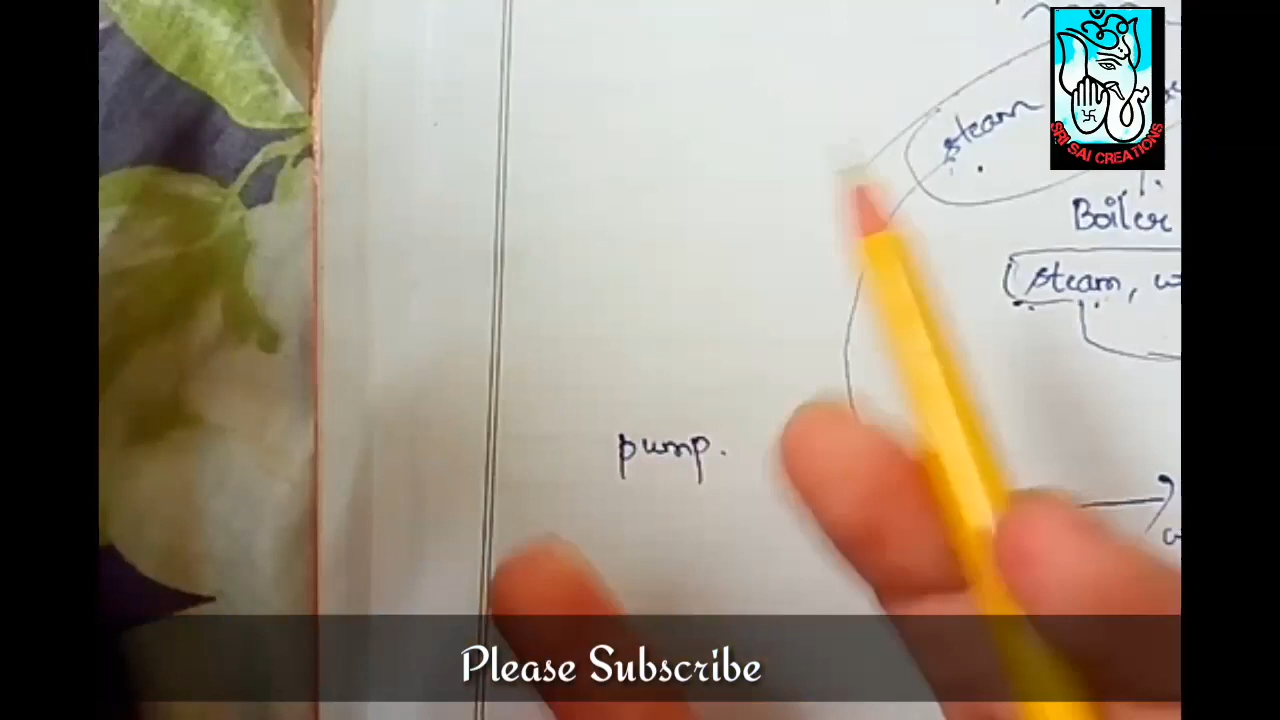 steam
SRI SAI CREATIONS
Boiler
steam,
pump.
Please Subscribe